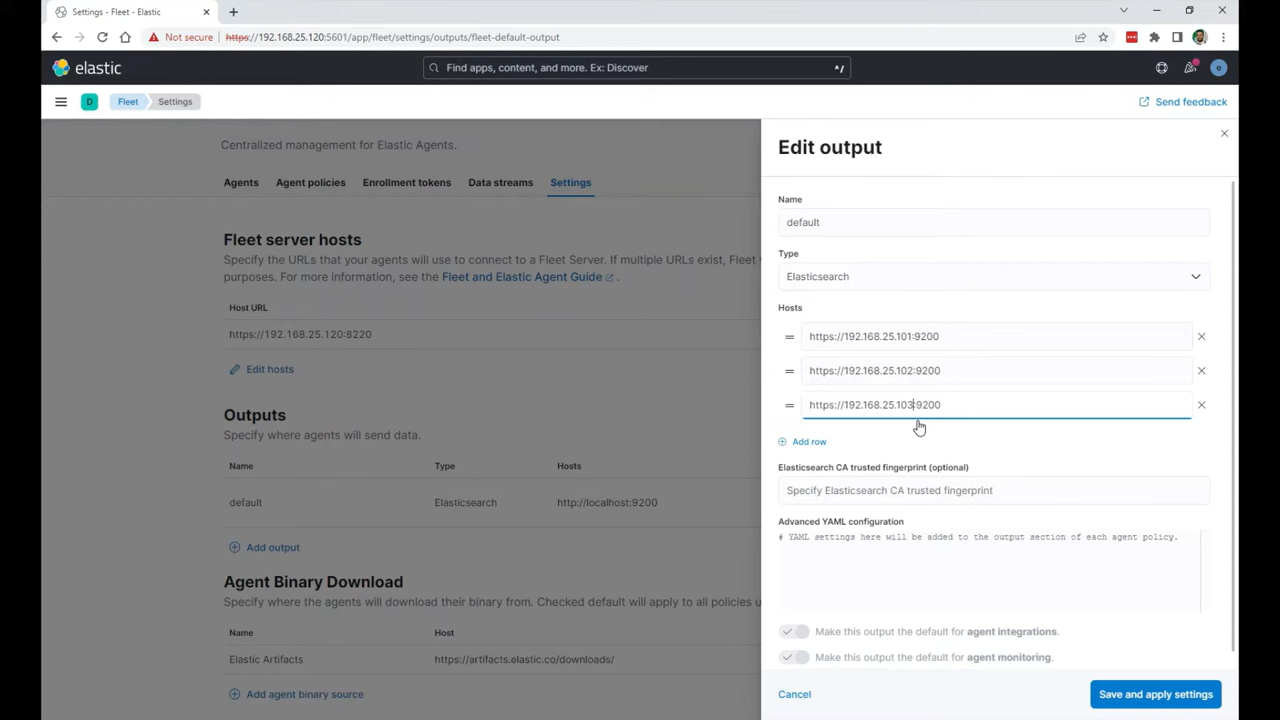 Settings - Fleet - Elastic
Not secure
https://192.168.25.120:5601/app/fleet/settings/outputs/fleet-default-output
elastic
Find apps, content, and more. Ex: Discover
^/
e
D
Fleet
Settings
Send feedback
Centralized management for Elastic Agents.
Agents
Agent policies
Enrollment tokens
Data streams
Settings
Fleet server hosts
Specify the URLs that your agents will use to connect to a Fleet Server. If multiple URLs exist, Fleet
purposes. For more information, see the Fleet and Elastic Agent Guide .
Host URL
https://192.168.25.120:8220
Edit hosts
Outputs
Specify where agents will send data.
Name
Type
Hosts
default
Elasticsearch
http://localhost:9200
Add output
Agent Binary Download
Specify where the agents will download their binary from. Checked default will apply to all policies u
Name
Host
Elastic Artifacts
https://artifacts.elastic.co/downloads/
Add agent binary source
Edit output
Name
default
Type
Elasticsearch
Hosts
https://192.168.25.101:9200
https://192.168.25.102:9200
https://192.168.25.103:9200
Add row
Elasticsearch CA trusted fingerprint (optional)
Specify Elasticsearch CA trusted fingerprint
Advanced YAML configuration
# YAML settings here will be added to the output section of each agent policy.
Make this output the default for agent integrations.
Make this output the default for agent monitoring.
Cancel
Save and apply settings